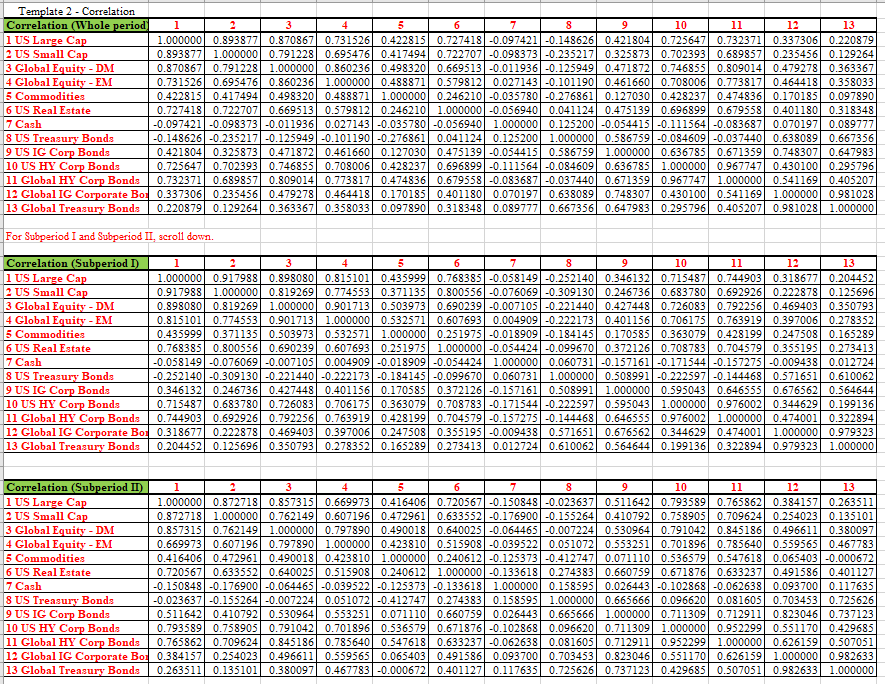 Template 2 - Correlation
Correlation (Whole period) 1 2 3 4 5 6 7 8 9 10 11 12 13
1 US Large Cap 1.000000 0.893877 0.870867 0.731526 0.422815 0.727418 -0.097421 -0.148626 0.421804 0.725647 0.732371 0.337306 0.220879
2 US Small Cap 0.893877 1.000000 0.791228 0.695476 0.417494 0.722707 -0.098373 -0.235217 0.325873 0.702393 0.689857 0.235456 0.129264
3 Global Equity - DM 0.870867 0.791228 1.000000 0.860236 0.498320 0.669513 -0.011936 -0.125949 0.471872 0.746855 0.809014 0.479278 0.363367
4 Global Equity - EM 0.731526 0.695476 0.860236 1.000000 0.488871 0.579812 0.027143 -0.101190 0.461660 0.708006 0.773817 0.464418 0.358033
5 Commodities 0.422815 0.417494 0.498320 0.488871 1.000000 0.246210 -0.035780 -0.276861 0.127030 0.428237 0.474836 0.170185 0.097890
6 US Real Estate 0.727418 0.722707 0.669513 0.579812 0.246210 1.000000 -0.056940 0.041124 0.475139 0.696899 0.679558 0.401180 0.318348
7 Cash -0.097421 -0.098373 -0.011936 0.027143 -0.035780 -0.056940 1.000000 0.125200 -0.054415 -0.111564 -0.083687 0.070197 0.089777
8 US Treasury Bonds -0.148626 -0.235217 -0.125949 -0.101190 -0.276861 0.041124 0.125200 1.000000 0.586759 -0.084609 -0.037440 0.638089 0.667356
9 US IG Corp Bonds 0.421804 0.325873 0.471872 0.461660 0.127030 0.475139 -0.054415 0.586759 1.000000 0.636785 0.671359 0.748307 0.647983
10 US HY Corp Bonds 0.725647 0.702393 0.746855 0.708006 0.428237 0.696899 -0.111564 -0.084609 0.636785 1.000000 0.967747 0.430100 0.295796
11 Global HY Corp Bonds 0.732371 0.689857 0.809014 0.773817 0.474836 0.679558 -0.083687 -0.037440 0.671359 0.967747 1.000000 0.541169 0.405207
12 Global IG Corporate Bo 0.337306 0.235456 0.479278 0.464418 0.170185 0.401180 0.070197 0.638089 0.748307 0.430100 0.541169 1.000000 0.981028
13 Global Treasury Bonds 0.220879 0.129264 0.363367 0.358033 0.097890 0.318348 0.089777 0.667356 0.647983 0.295796 0.405207 0.981028 1.000000
For Subperiod I and Subperiod II, scroll down.
Correlation (Subperiod I) 1 2 3 4 5 6 7 8 9 10 11 12 13
1 US Large Cap 1.000000 0.917988 0.898080 0.815101 0.435999 0.768385 -0.058149 -0.252140 0.346132 0.715487 0.744903 0.318677 0.204452
2 US Small Cap 0.917988 1.000000 0.819269 0.774553 0.371135 0.800556 -0.076069 -0.309130 0.246736 0.683780 0.692926 0.222878 0.125696
3 Global Equity - DM 0.898080 0.819269 1.000000 0.901713 0.503973 0.690239 -0.007105 -0.221440 0.427448 0.726083 0.792256 0.469403 0.350793
4 Global Equity - EM 0.815101 0.774553 0.901713 1.000000 0.532571 0.607693 0.004909 -0.222173 0.401156 0.706175 0.763919 0.397006 0.278352
5 Commodities 0.435999 0.371135 0.503973 0.532571 1.000000 0.251975 -0.018909 -0.184145 0.170585 0.363079 0.428199 0.247508 0.165289
6 US Real Estate 0.768385 0.800556 0.690239 0.607693 0.251975 1.000000 -0.054424 -0.099670 0.372126 0.708783 0.704579 0.355195 0.273413
7 Cash -0.058149 -0.076069 -0.007105 0.004909 -0.018909 -0.054424 1.000000 0.060731 -0.157161 -0.171544 -0.157275 -0.009438 0.012724
8 US Treasury Bonds -0.252140 -0.309130 -0.221440 -0.222173 -0.184145 -0.099670 0.060731 1.000000 0.508991 -0.222597 -0.144468 0.571651 0.610062
9 US IG Corp Bonds 0.346132 0.246736 0.427448 0.401156 0.170585 0.372126 -0.157161 0.508991 1.000000 0.595043 0.646555 0.676562 0.564644
10 US HY Corp Bonds 0.715487 0.683780 0.726083 0.706175 0.363079 0.708783 -0.171544 -0.222597 0.595043 1.000000 0.976002 0.344629 0.199136
11 Global HY Corp Bonds 0.744903 0.692926 0.792256 0.763919 0.428199 0.704579 -0.157275 -0.144468 0.646555 0.976002 1.000000 0.474001 0.322894
12 Global IG Corporate Bo 0.318677 0.222878 0.469403 0.397006 0.247508 0.355195 -0.009438 0.571651 0.676562 0.344629 0.474001 1.000000 0.979323
13 Global Treasury Bonds 0.204452 0.125696 0.350793 0.278352 0.165289 0.273413 0.012724 0.610062 0.564644 0.199136 0.322894 0.979323 1.000000
Correlation (Subperiod II) 1 2 3 4 5 6 7 8 9 10 11 12 13
1 US Large Cap 1.000000 0.872718 0.857315 0.669973 0.416406 0.720567 -0.150848 -0.023637 0.511642 0.793589 0.765862 0.384157 0.263511
2 US Small Cap 0.872718 1.000000 0.762149 0.607196 0.472961 0.633552 -0.176900 -0.155264 0.410792 0.758905 0.709624 0.254023 0.135101
3 Global Equity - DM 0.857315 0.762149 1.000000 0.797890 0.490018 0.640025 -0.064465 -0.007224 0.530964 0.791042 0.845186 0.496611 0.380097
4 Global Equity - EM 0.669973 0.607196 0.797890 1.000000 0.423810 0.515908 -0.039522 0.051072 0.553251 0.701896 0.785640 0.559565 0.467783
5 Commodities 0.416406 0.472961 0.490018 0.423810 1.000000 0.240612 -0.125373 -0.412747 0.071110 0.536579 0.547618 0.065403 -0.000672
6 US Real Estate 0.720567 0.633552 0.640025 0.515908 0.240612 1.000000 -0.133618 0.274383 0.660759 0.671876 0.633237 0.491586 0.401127
7 Cash -0.150848 -0.176900 -0.064465 -0.039522 -0.125373 -0.133618 1.000000 0.158595 0.026443 -0.102868 -0.062638 0.093700 0.117635
8 US Treasury Bonds -0.023637 -0.155264 -0.007224 0.051072 -0.412747 0.274383 0.158595 1.000000 0.665666 0.096620 0.081605 0.703453 0.725626
9 US IG Corp Bonds 0.511642 0.410792 0.530964 0.553251 0.071110 0.660759 0.026443 0.665666 1.000000 0.711309 0.712911 0.823046 0.737123
10 US HY Corp Bonds 0.793589 0.758905 0.791042 0.701896 0.536579 0.671876 -0.102868 0.096620 0.711309 1.000000 0.952299 0.551170 0.429685
11 Global HY Corp Bonds 0.765862 0.709624 0.845186 0.785640 0.547618 0.633237 -0.062638 0.081605 0.712911 0.952299 1.000000 0.626159 0.507051
12 Global IG Corporate Bo 0.384157 0.254023 0.496611 0.559565 0.065403 0.491586 0.093700 0.703453 0.823046 0.551170 0.626159 1.000000 0.982633
13 Global Treasury Bonds 0.263511 0.135101 0.380097 0.467783 -0.000672 0.401127 0.117635 0.725626 0.737123 0.429685 0.507051 0.982633 1.000000